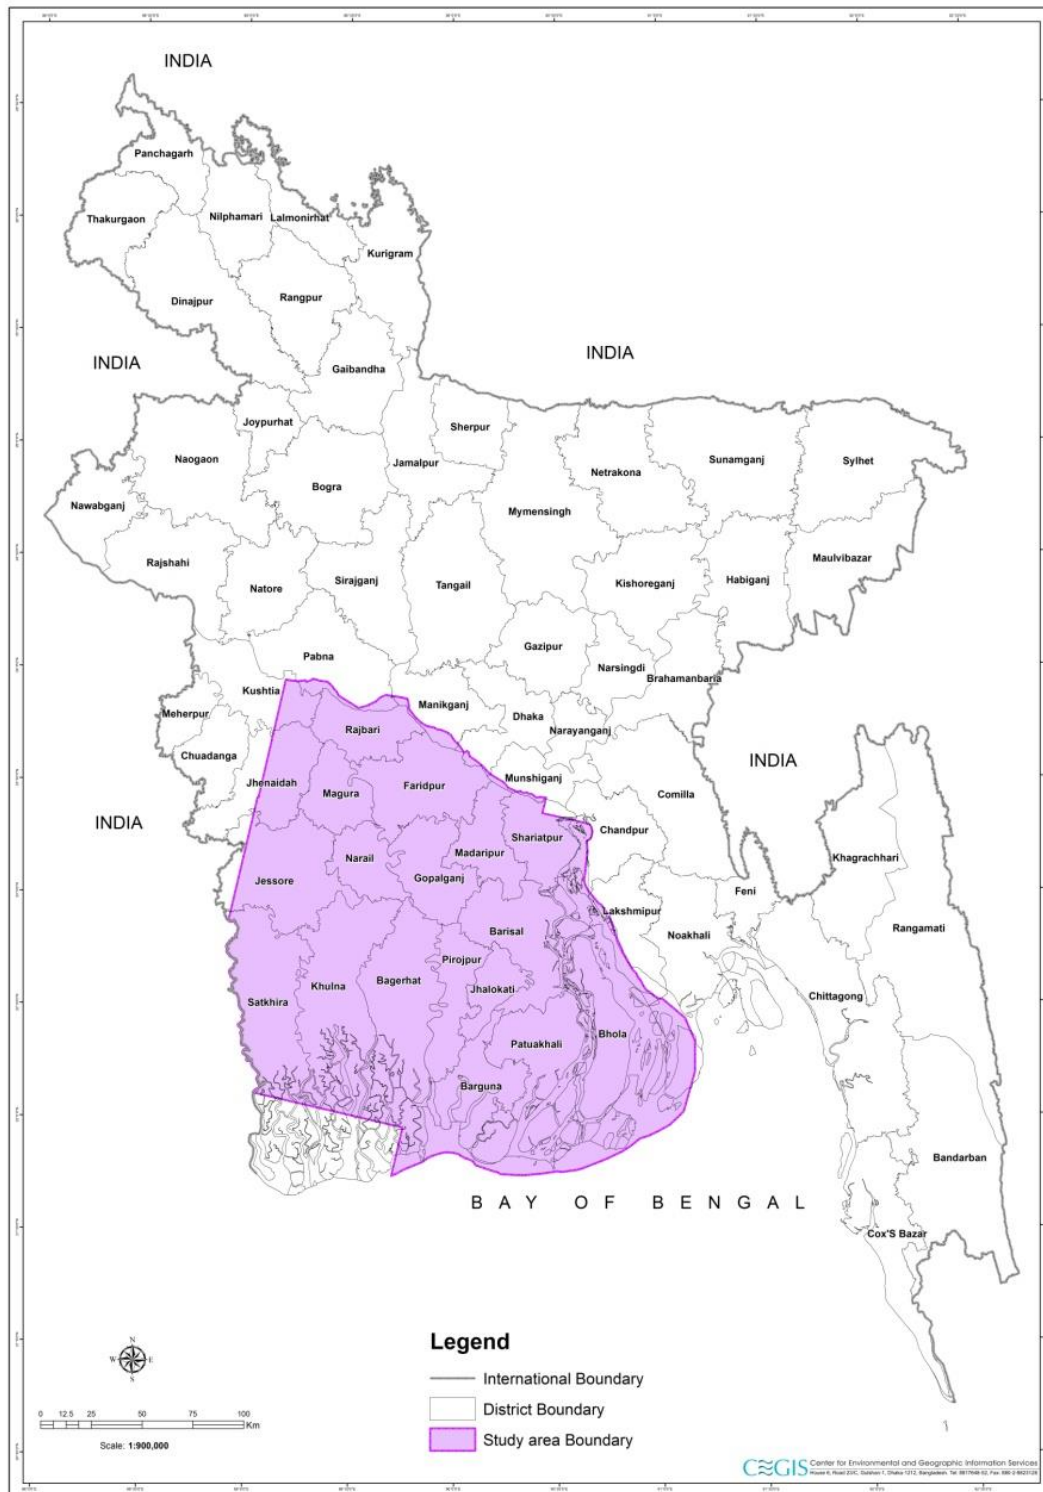 INDIA
Panchagarh
Thakurgaon
Nilphamari
Lalmonirhat
Kurigram
Dinajpur
Rangpur
INDIA
INDIA
Gaibandha
Joypurhat
Sherpur
Naogaon
Jamalpur
Netrakona
Sunamganj
Sylhet
Bogra
Nawabganj
Mymensingh
Rajshahi
Maulvibazar
Natore
Sirajganj
Tangail
Kishoreganj
Habiganj
Pabna
Gazipur
Narsingdi
Brahamanbaria
Kushtia
Meherpur
Manikganj
Dhaka
Rajbari
Narayanganj
Chuadanga
INDIA
Jhenaidah
Faridpur
Munshiganj
Magura
Comilla
INDIA
Shariatpur
Chandpur
Narail
Madaripur
Khagrachhari
Jessore
Gopalganj
Feni
Lakshmipur
Barisal
Noakhali
Rangamati
Pirojpur
Satkhira
Khulna
Bagerhat
Jhalokati
Chittagong
Bhola
Patuakhali
Barguna
Bandarban
BAY OF BENGAL
Cox'S Bazar
Legend
International Boundary
District Boundary
Study area Boundary
N
W E
S
0 12.5 25 50 75 100
Km
Scale: 1:900,000
CEGIS Center for Environmental and Geographic Information Services